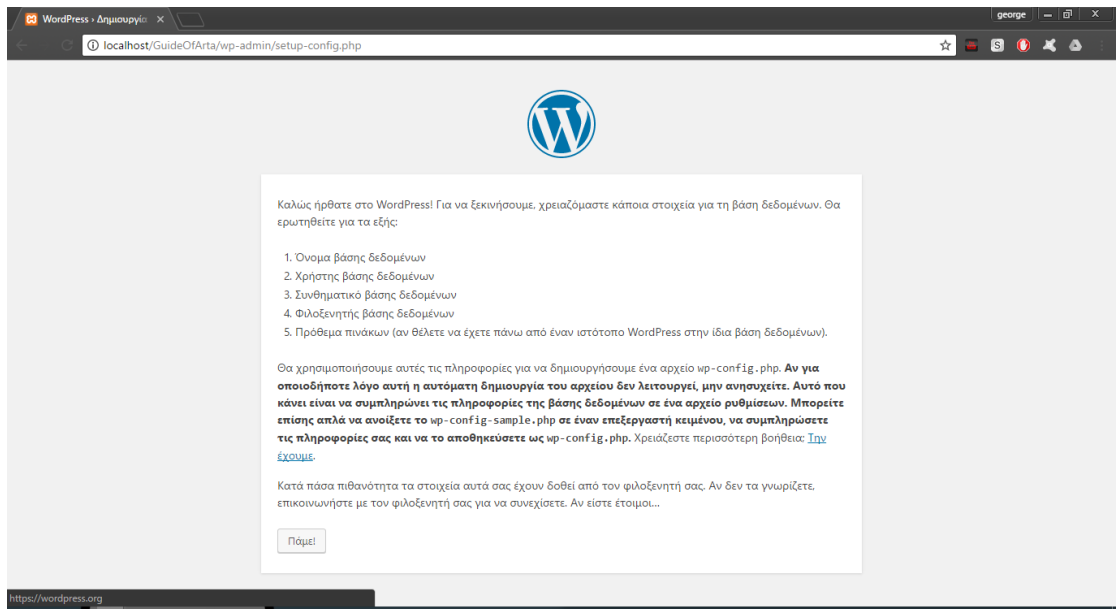 WordPress › Δημιουργία
george
localhost/GuideOfArta/wp-admin/setup-config.php
Καλώς ήρθατε στο WordPress! Για να ξεκινήσουμε, χρειαζόμαστε κάποια στοιχεία για τη βάση δεδομένων. Θα
ερωτηθείτε για τα εξής:
1. Όνομα βάσης δεδομένων
2. Χρήστης βάσης δεδομένων
3. Συνθηματικό βάσης δεδομένων
4. Φιλοξενητής βάσης δεδομένων
5. Πρόθεμα πινάκων (αν θέλετε να έχετε πάνω από έναν ιστότοπο WordPress στην ίδια βάση δεδομένων).
Θα χρησιμοποιήσουμε αυτές τις πληροφορίες για να δημιουργήσουμε ένα αρχείο wp-config.php. Αν για
οποιοδήποτε λόγο αυτή η αυτόματη δημιουργία του αρχείου δεν λειτουργεί, μην ανησυχείτε. Αυτό που
κάνει είναι να συμπληρώνει τις πληροφορίες της βάσης δεδομένων σε ένα αρχείο ρυθμίσεων. Μπορείτε
επίσης απλά να ανοίξετε το wp-config-sample.php σε έναν επεξεργαστή κειμένου, να συμπληρώσετε
τις πληροφορίες σας και να το αποθηκεύσετε ως wp-config.php. Χρειάζεστε περισσότερη βοήθεια; Την
έχουμε.
Κατά πάσα πιθανότητα τα στοιχεία αυτά σας έχουν δοθεί από τον φιλοξενητή σας. Αν δεν τα γνωρίζετε,
επικοινωνήστε με τον φιλοξενητή σας για να συνεχίσετε. Αν είστε έτοιμοι…
Πάμε!
https://wordpress.org